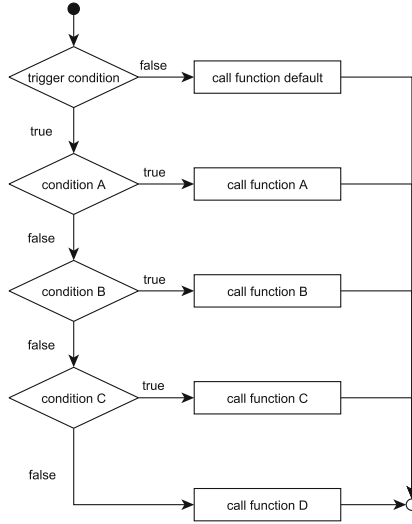 trigger condition
false
call function default
true
condition A
true
call function A
false
condition B
true
call function B
false
condition C
true
call function C
false
call function D